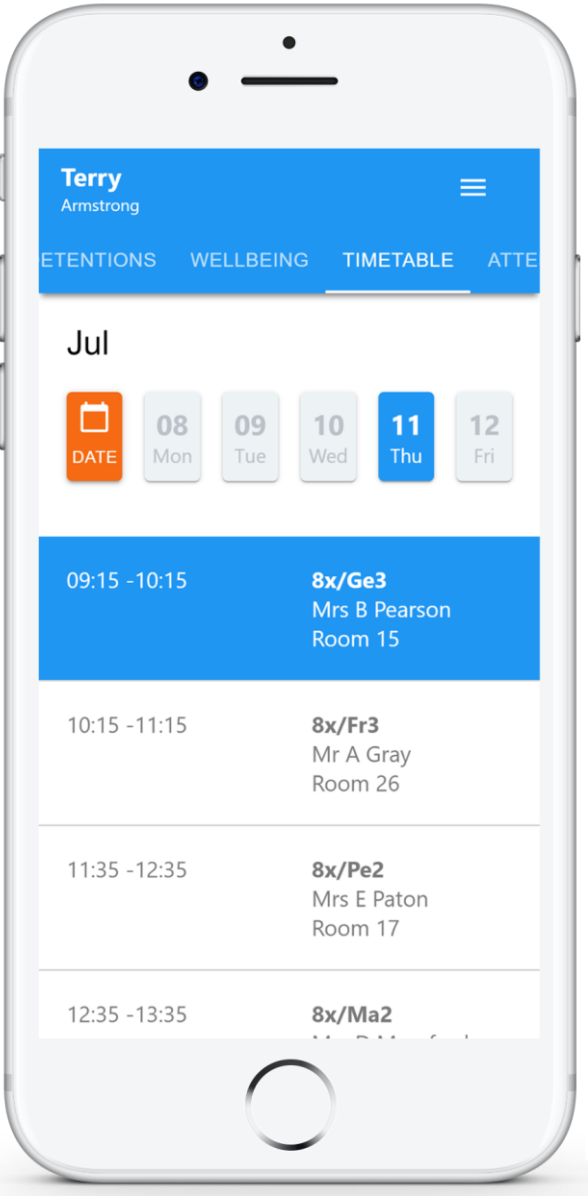 Terry
Armstrong
ETENTIONS WELLBEING TIMETABLE ATTE
Jul
DATE
08 Mon
09 Tue
10 Wed
11 Thu
12 Fri
09:15 -10:15
8x/Ge3
Mrs B Pearson
Room 15
10:15 -11:15
8x/Fr3
Mr A Gray
Room 26
11:35 -12:35
8x/Pe2
Mrs E Paton
Room 17
12:35 -13:35
8x/Ma2